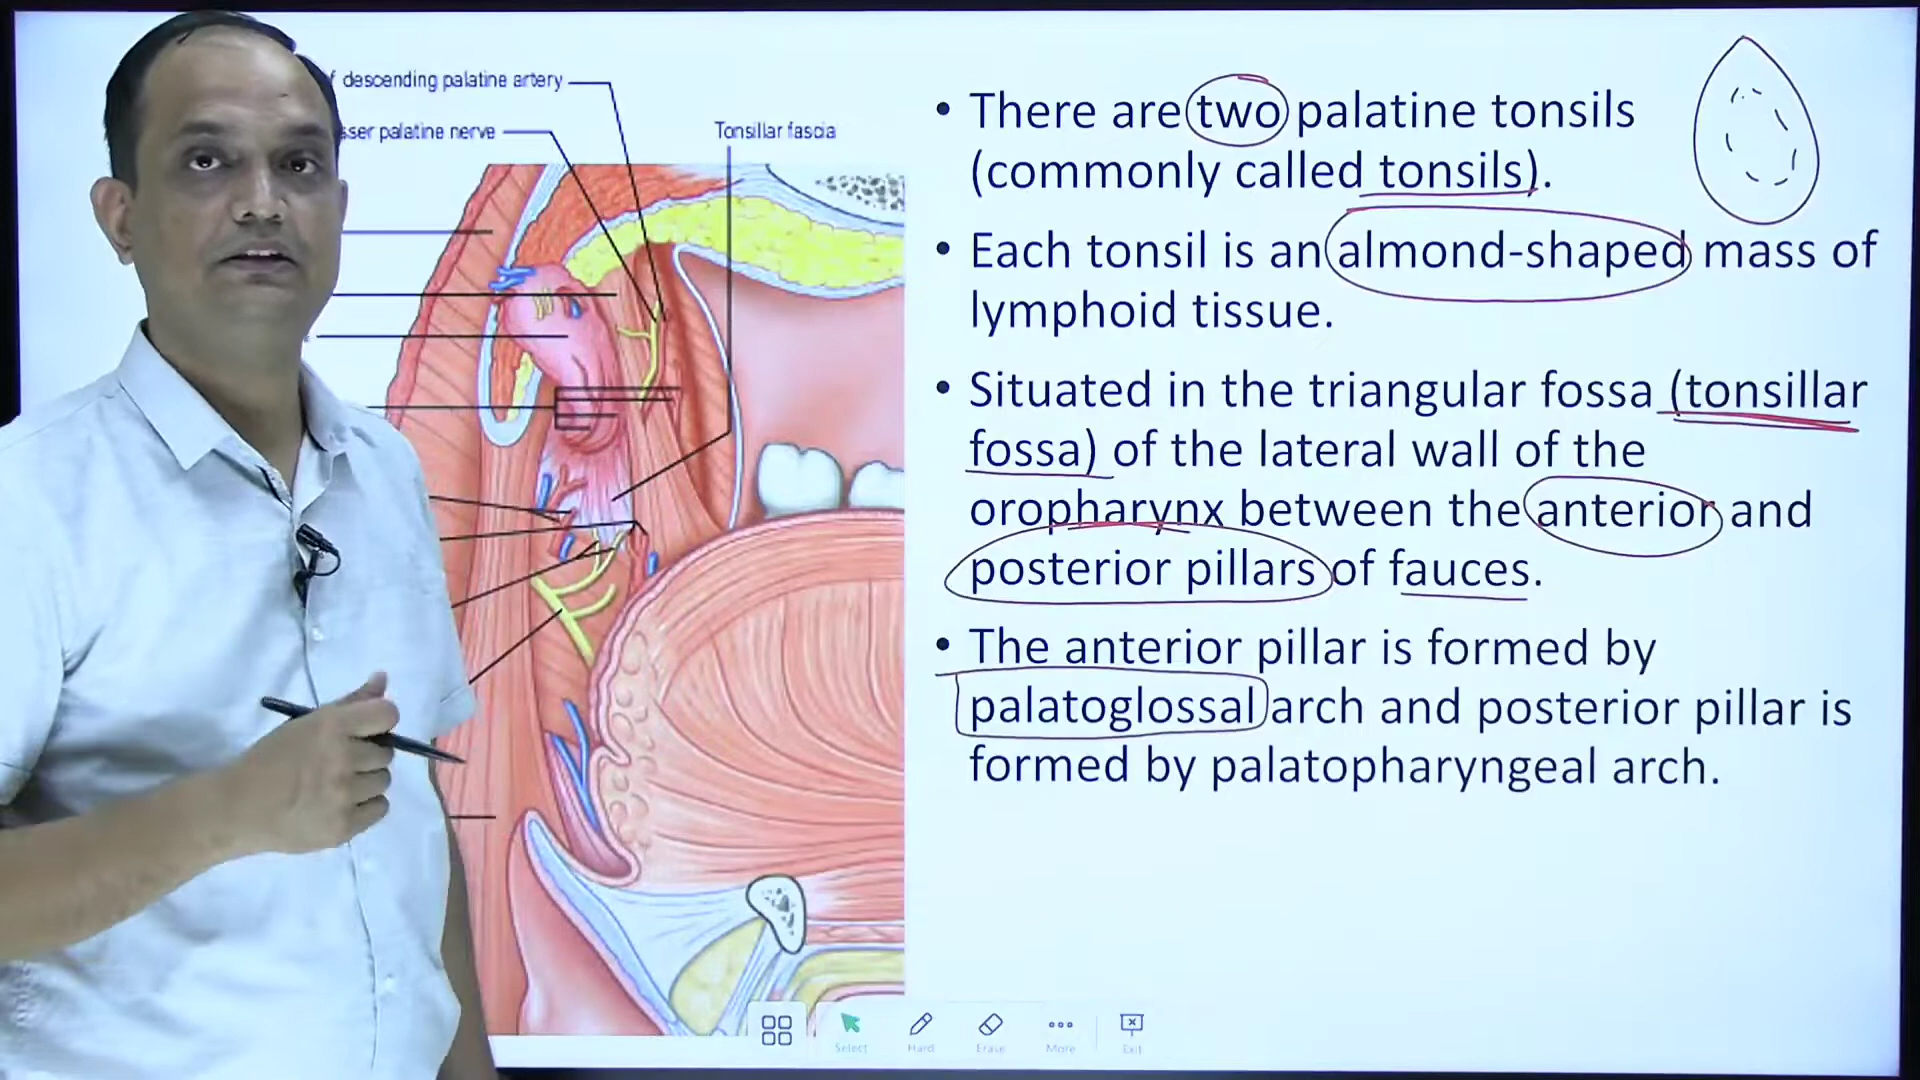 descending palatine artery
sser palatine nerve
Tonsillar fascia
• There are two palatine tonsils
(commonly called tonsils).
• Each tonsil is an almond-shaped mass of
lymphoid tissue.
• Situated in the triangular fossa (tonsillar
fossa) of the lateral wall of the
oropharynx between the anterior and
posterior pillars of fauces.
• The anterior pillar is formed by
palatoglossal arch and posterior pillar is
formed by palatopharyngeal arch.
Select
Hard
Erase
More
Exit